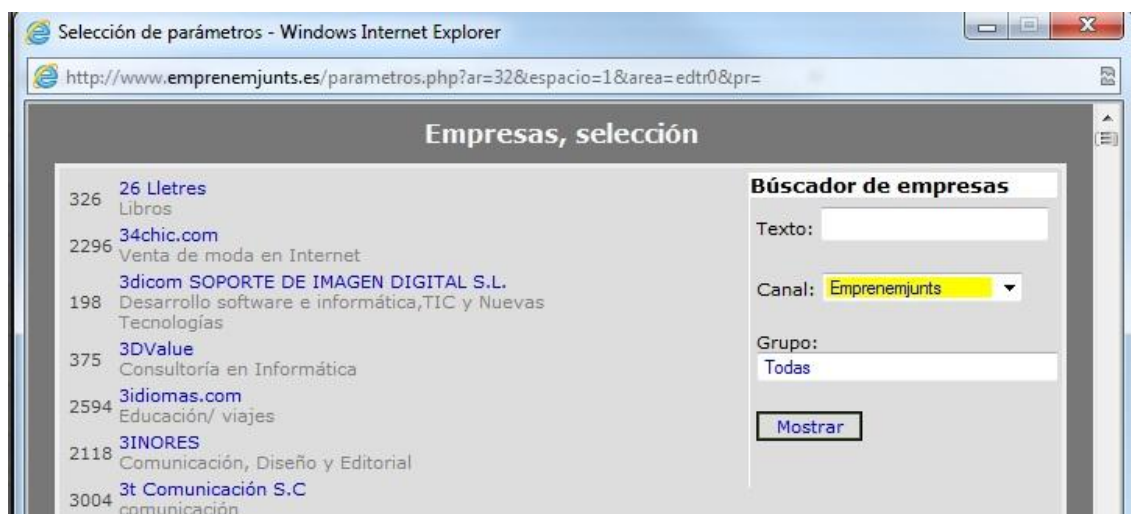 Selección de parámetros - Windows Internet Explorer
http://www.emprenemjunts.es/parametros.php?ar=32&espacio=1&area=edtr0&pr=
Empresas, selección
326 26 Lletres
Libros
2296 34chic.com
Venta de moda en Internet
198 3dicom SOPORTE DE IMAGEN DIGITAL S.L.
Desarrollo software e informática,TIC y Nuevas
Tecnologías
375 3DValue
Consultoría en Informática
2594 3idiomas.com
Educación/ viajes
2118 3INORES
Comunicación, Diseño y Editorial
3004 3t Comunicación S.C
comunicación
Búscador de empresas
Texto:
Canal: Emprenemjunts
Grupo:
Todas
Mostrar